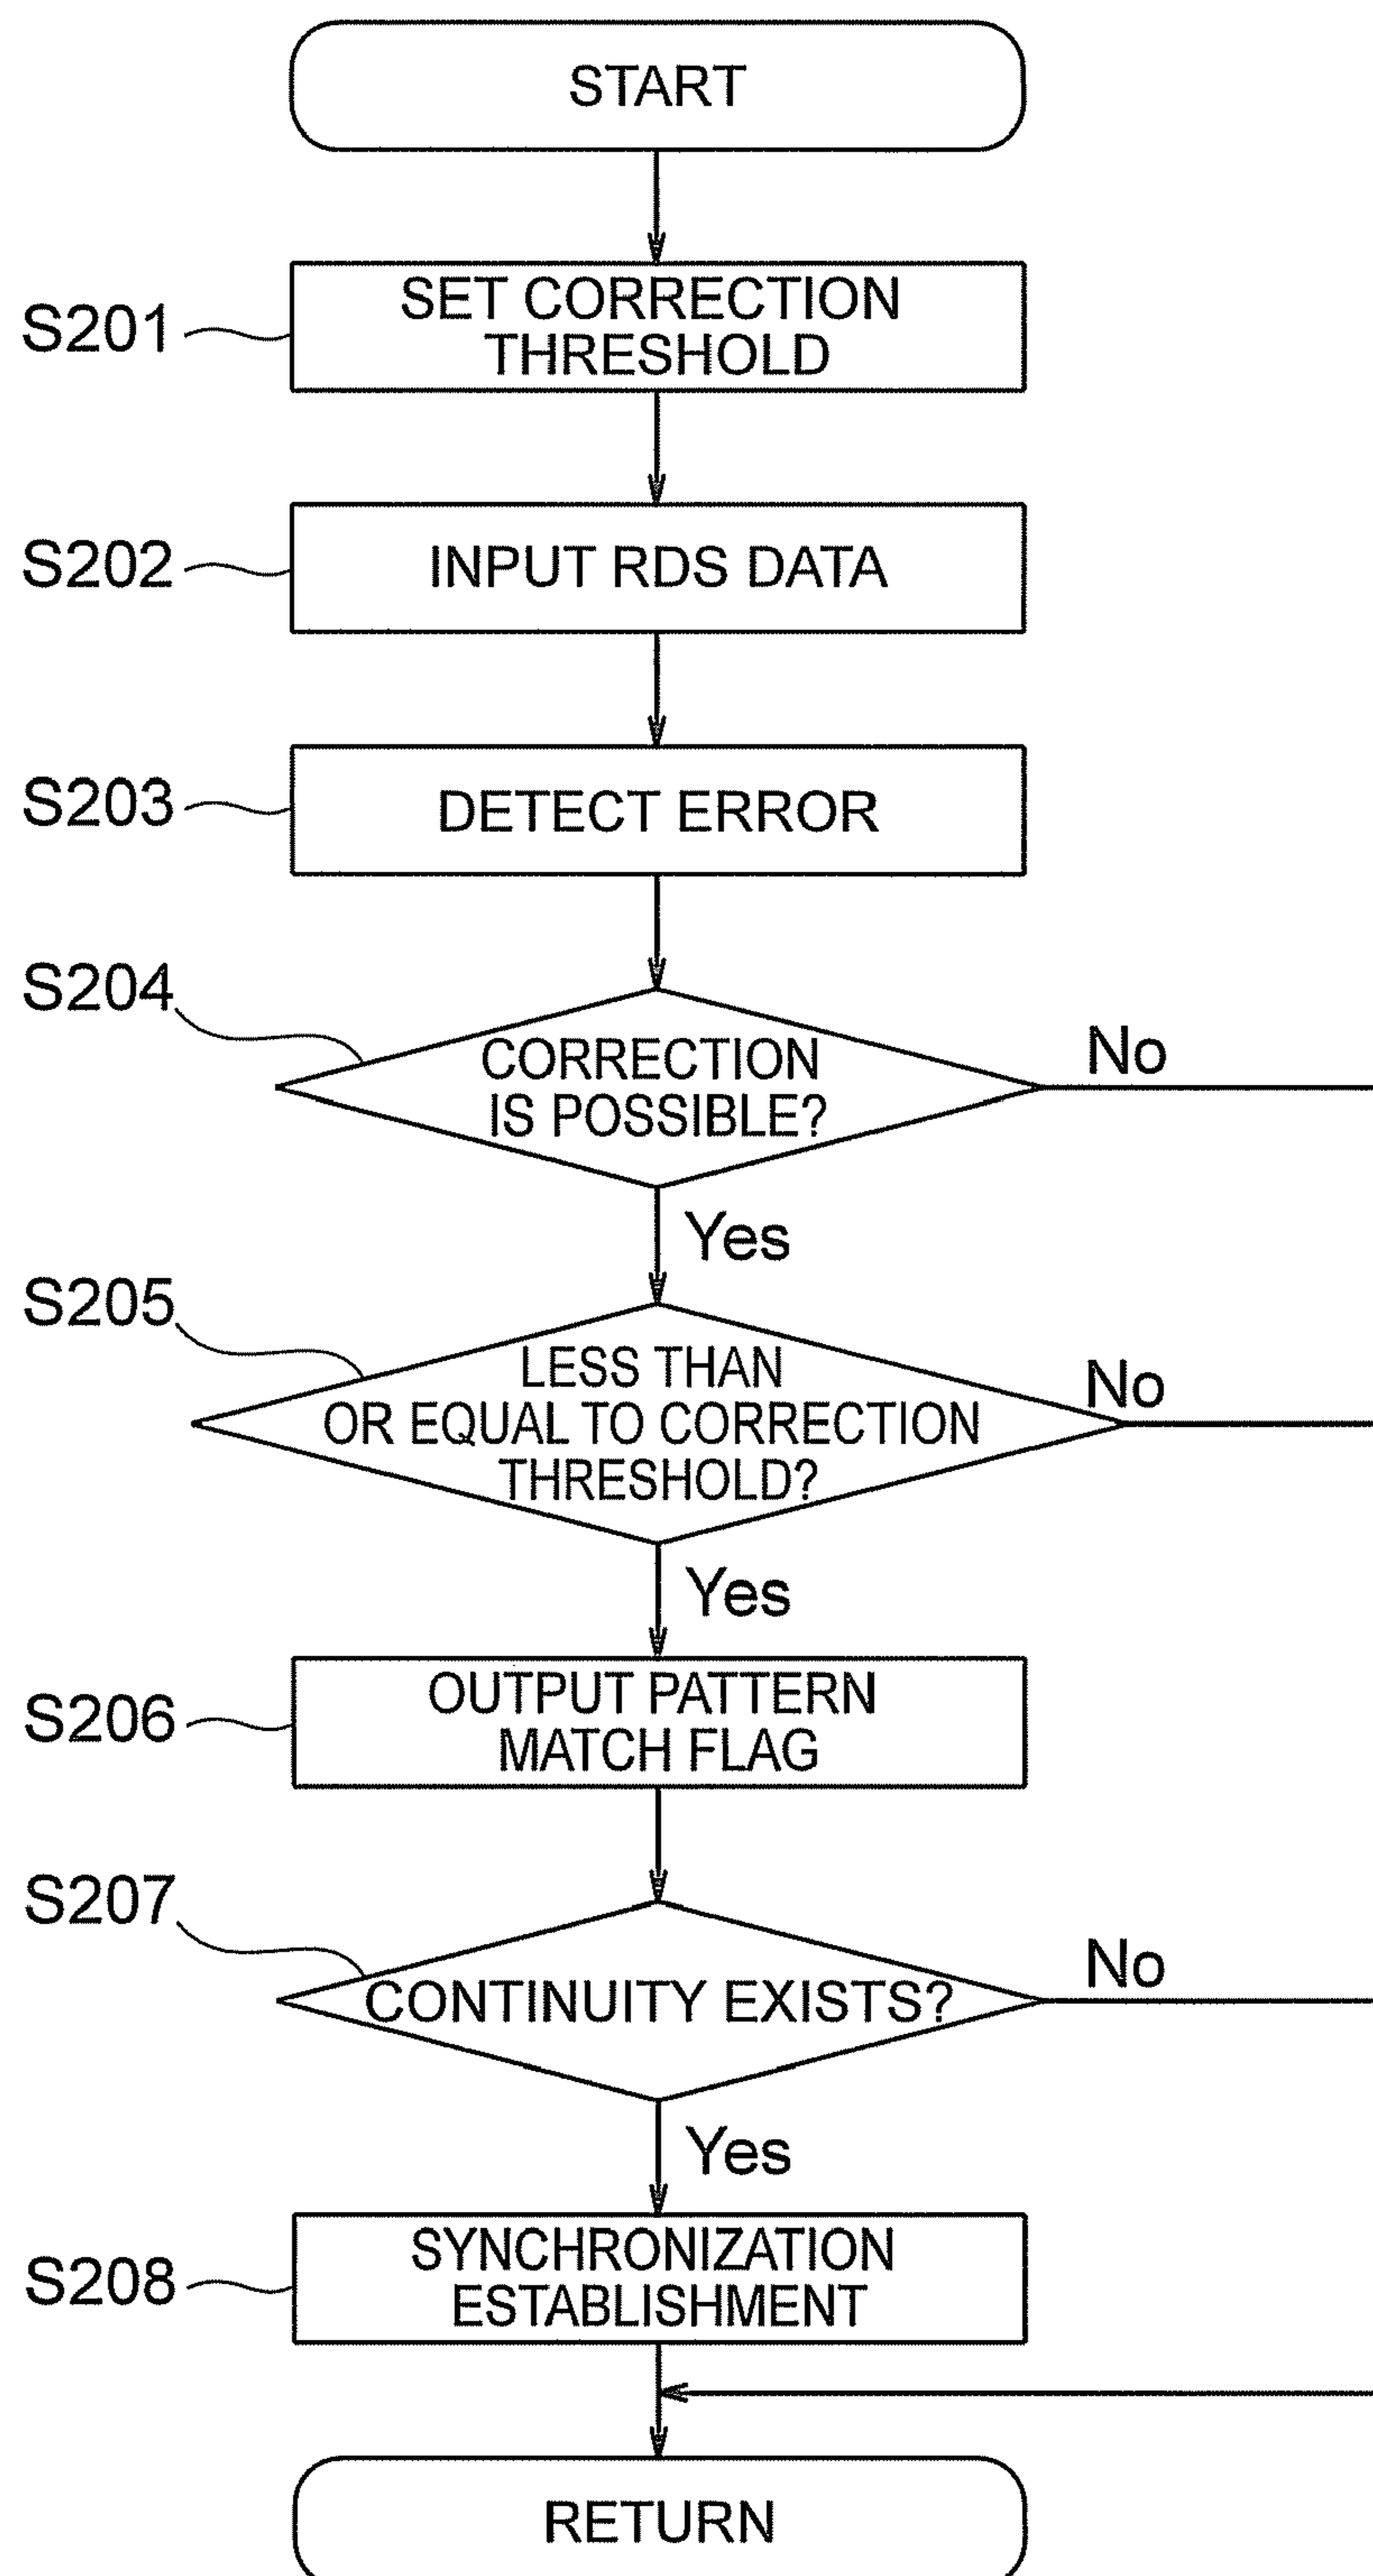 START
S201
SET CORRECTION
THRESHOLD
S202
INPUT RDS DATA
S203
DETECT ERROR
S204
CORRECTION
IS POSSIBLE?
No
Yes
S205
LESS THAN
OR EQUAL TO CORRECTION
THRESHOLD?
No
Yes
S206
OUTPUT PATTERN
MATCH FLAG
S207
CONTINUITY EXISTS?
No
Yes
S208
SYNCHRONIZATION
ESTABLISHMENT
RETURN